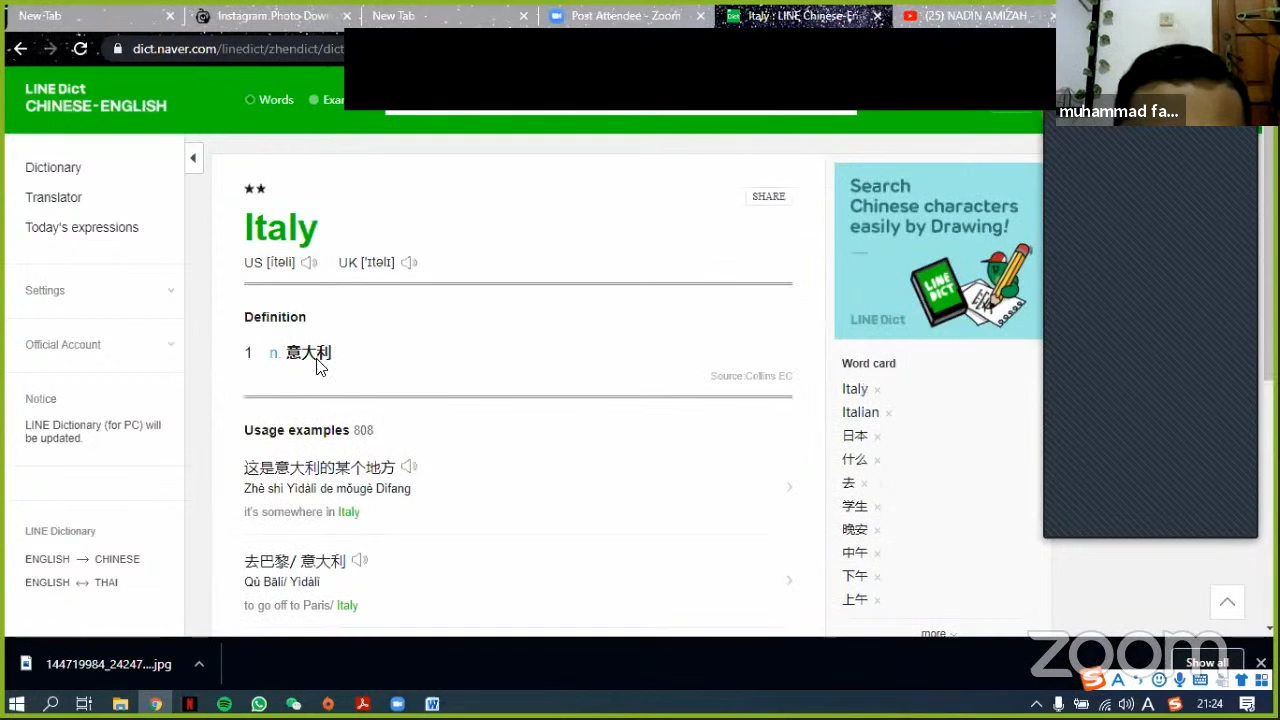 New Tab
Instagram Photo Dow
New Tab
Post Attendee - Zoom
Italy : LINE Chinese-En
(25) NADIN AMIZAH -
dict.naver.com/linedict/zhendict/dict
muhammad fa...
LINE Dict
CHINESE-ENGLISH
Words
Exa
Dictionary
Translator
Today's expressions
Settings
Official Account
Notice
LINE Dictionary (for PC) will
be updated.
LINE Dictionary
ENGLISH → CHINESE
ENGLISH ↔ THAI
★★
SHARE
Italy
US [ítəli]
UK ['ɪtəlɪ]
Definition
1 n. 意大利
Source:Collins EC
Usage examples 808
这是意大利的某个地方
Zhè shì Yìdàlì de mǒugè Dìfang
it's somewhere in Italy
去巴黎/ 意大利
Qù Bālí/ Yìdàlì
to go off to Paris/ Italy
Search
Chinese characters
easily by Drawing!
LINE DICT
LINE Dict
Word card
Italy ×
Italian ×
日本 ×
什么 ×
去 ×
学生 ×
晚安 ×
中午 ×
下午 ×
上午 ×
more
zoom
144719984_24247....jpg
Show all
21:24